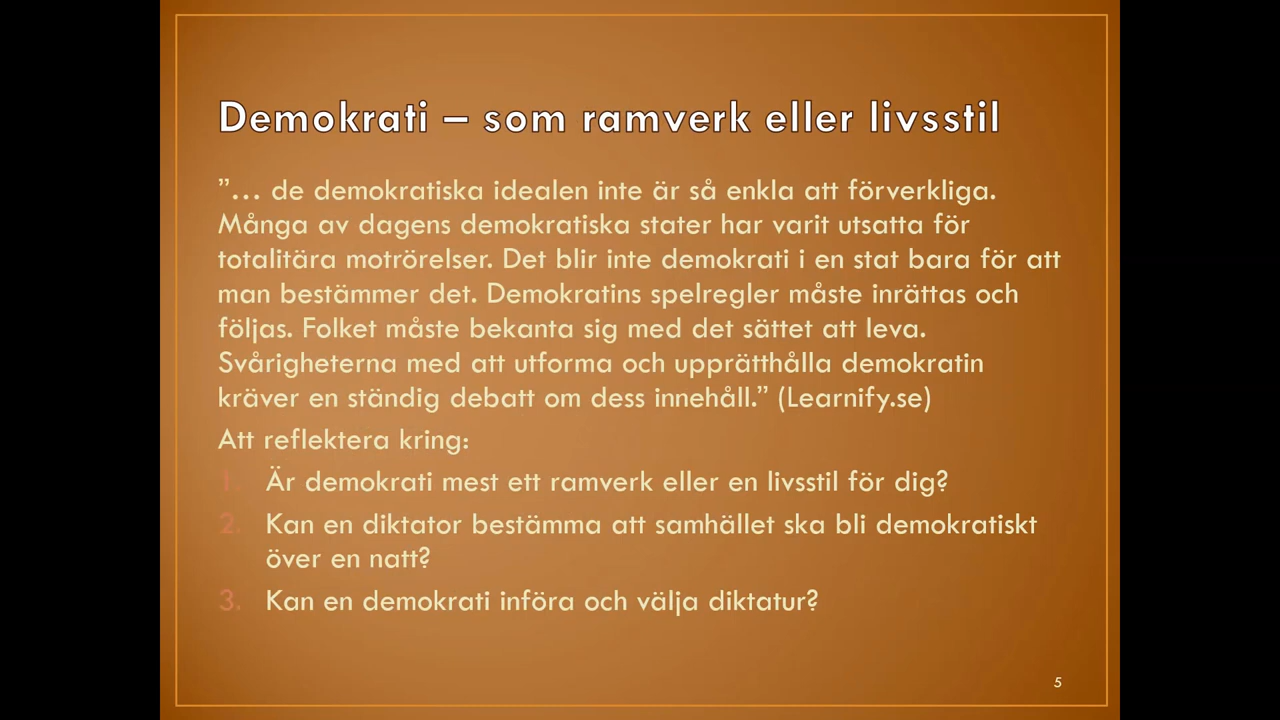 Demokrati – som ramverk eller livsstil
”… de demokratiska idealen inte är så enkla att förverkliga.
Många av dagens demokratiska stater har varit utsatta för
totalitära motrörelser. Det blir inte demokrati i en stat bara för att
man bestämmer det. Demokratins spelregler måste inrättas och
följas. Folket måste bekanta sig med det sättet att leva.
Svårigheterna med att utforma och upprätthålla demokratin
kräver en ständig debatt om dess innehåll.” (Learnify.se)
Att reflektera kring:
1. Är demokrati mest ett ramverk eller en livsstil för dig?
2. Kan en diktator bestämma att samhället ska bli demokratiskt
över en natt?
3. Kan en demokrati införa och välja diktatur?
5